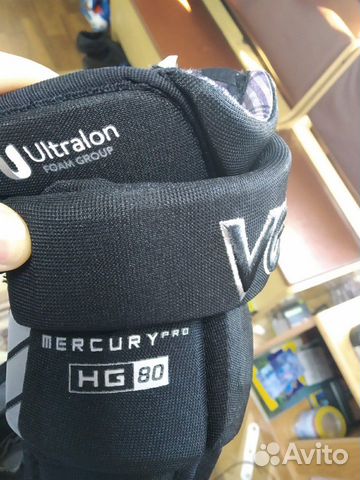 Ultralon
FOAM GROUP
MERCURY PRO
HG 80
Avito